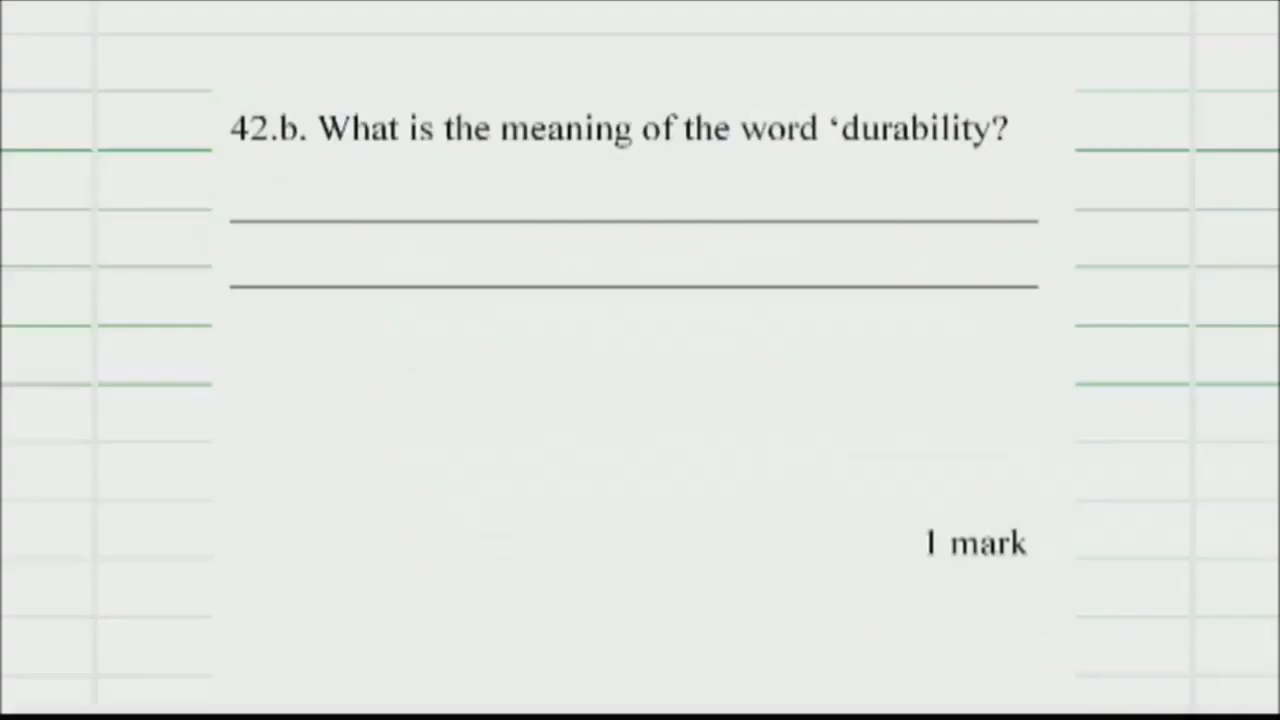 42.b. What is the meaning of the word ‘durability?
1 mark